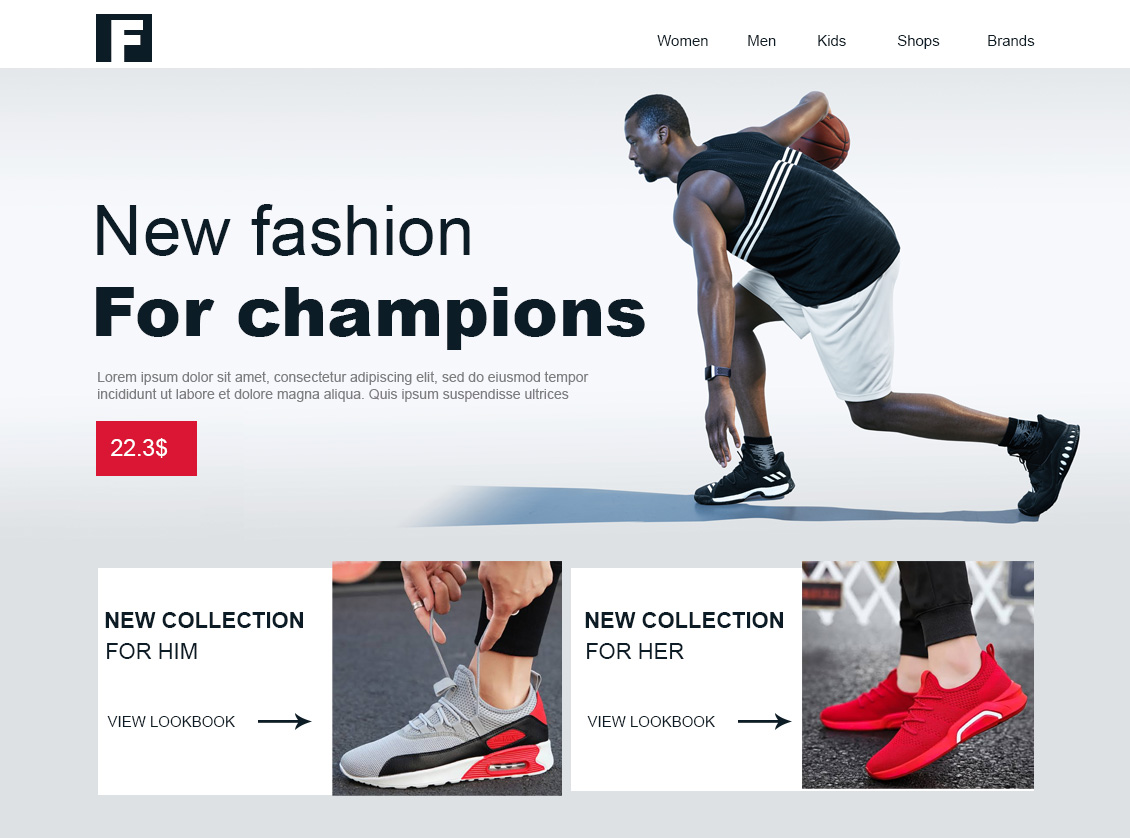 F
Women Men Kids Shops Brands
New fashion
For champions
Lorem ipsum dolor sit amet, consectetur adipiscing elit, sed do eiusmod tempor
incididunt ut labore et dolore magna aliqua. Quis ipsum suspendisse ultrices
22.3$
NEW COLLECTION
FOR HIM
VIEW LOOKBOOK
NEW COLLECTION
FOR HER
VIEW LOOKBOOK